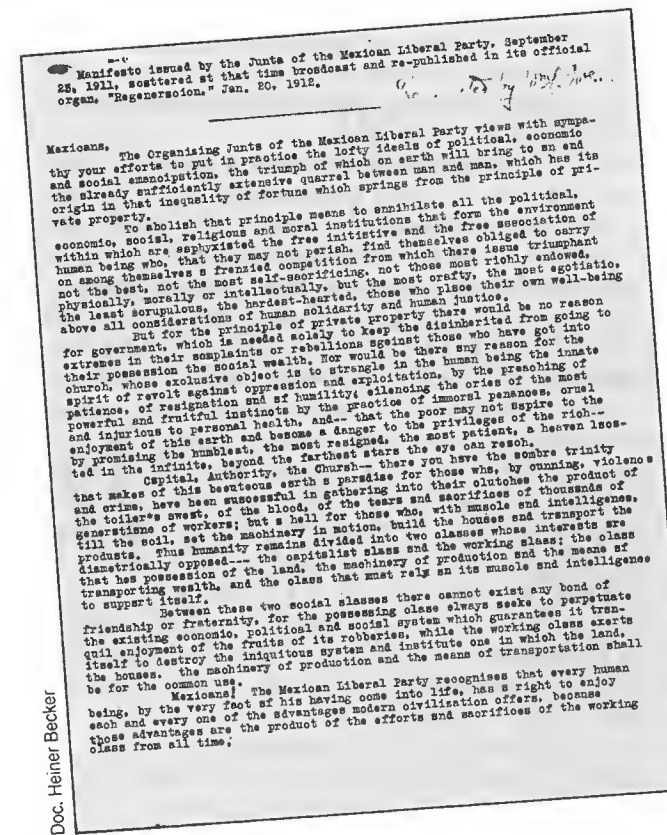 Manifesto issued by the Junta of the Mexican Liberal Party, September
23, 1911, scattered at that time broadcast and re-published in its official
organ, "Regeneracion." Jan. 20, 1912.
by
Mexicans,
The Organising Junta of the Mexican Liberal Party views with sympa-
thy your efforts to put in practice the lofty ideals of political, economic
and social emancipation, the triumph of which on earth will bring to an end
the already sufficiently extensive quarrel between man and man, which has its
origin in that inequality of fortune which springs from the principle of pri-
vate property.
To abolish that principle means to annihilate all the political,
economic, social, religious and moral institutions that form the environment
within which are asphyxiated the free initiative and the free association of
human being who, that they may not perish, find themselves obliged to carry
on among themselves a frenzied competition from which there issue triumphant
not the best, not the most self-sacrificing, not those most richly endowed,
physically, morally or intellectually, but the most crafty, the most egotistic,
the least scrupulous, the hardest-hearted, those who place their own well-being
above all considerations of human solidarity and human justice.
But for the principle of private property there would be no reason
for government, which is needed solely to keep the disinherited from going to
extremes in their complaints or rebellions against those who have got into
their possession the social wealth. Nor would be there any reason for the
church, whose exclusive object is to strangle in the human being the innate
spirit of revolt against oppression and exploitation, by the preaching of
patience, of resignation and of humility; silencing the cries of the most
powerful and fruitful instincts by the practice of immoral penances, cruel
and injurious to personal health, and-- that the poor may not aspire to the
enjoyment of this earth and become a danger to the privileges of the rich--
by promising the humblest, the most resigned, the most patient, a heaven loca-
ted in the infinite, beyond the farthest stars the eye can reach.
Capital, Authority, the Church-- there you have the sombre trinity
that makes of this beauteous earth a paradise for those who, by cunning, violence
and crime, have been successful in gathering into their clutches the product of
the toiler's sweat, of the blood, of the tears and sacrifices of thousands of
generations of workers; but a hell for those who, with muscle and intelligence,
till the soil, set the machinery in motion, build the houses and transport the
products. Thus humanity remains divided into two classes whose interests are
diametrically opposed--- the capitalist class and the working class; the class
that has possession of the land, the machinery of production and the means of
transporting wealth, and the class that must rely on its muscle and intelligence
to support itself.
Between these two social classes there cannot exist any bond of
friendship or fraternity, for the possessing class always seeks to perpetuate
the existing economic, political and social system which guarantees it tran-
quil enjoyment of the fruits of its robberies, while the working class exerts
itself to destroy the iniquitous system and institute one in which the land,
the houses, the machinery of production and the means of transportation shall
be for the common use.
Mexicans! The Mexican Liberal Party recognises that every human
being, by the very fact of his having come into life, has a right to enjoy
each and every one of the advantages modern civilization offers, because
those advantages are the product of the efforts and sacrifices of the working
class from all time;
Doc. Heiner Becker